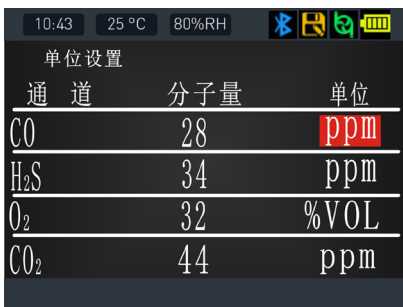 10:43 25 °C 80%RH
单位设置
通 道 分子量 单位
CO 28 ppm
H₂S 34 ppm
O₂ 32 %VOL
CO₂ 44 ppm